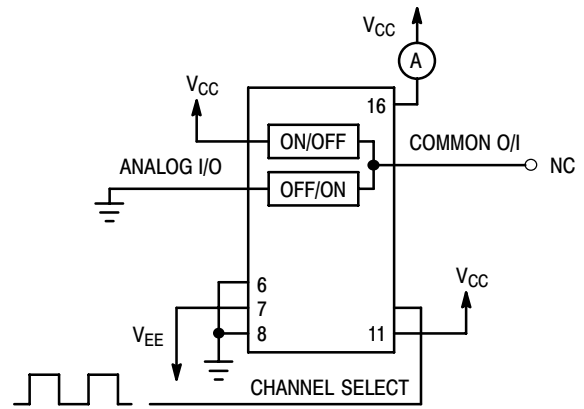 VCC
A
VCC
16
ON/OFF
COMMON O/I
NC
ANALOG I/O
OFF/ON
6
7
8
11
VCC
VEE
CHANNEL SELECT